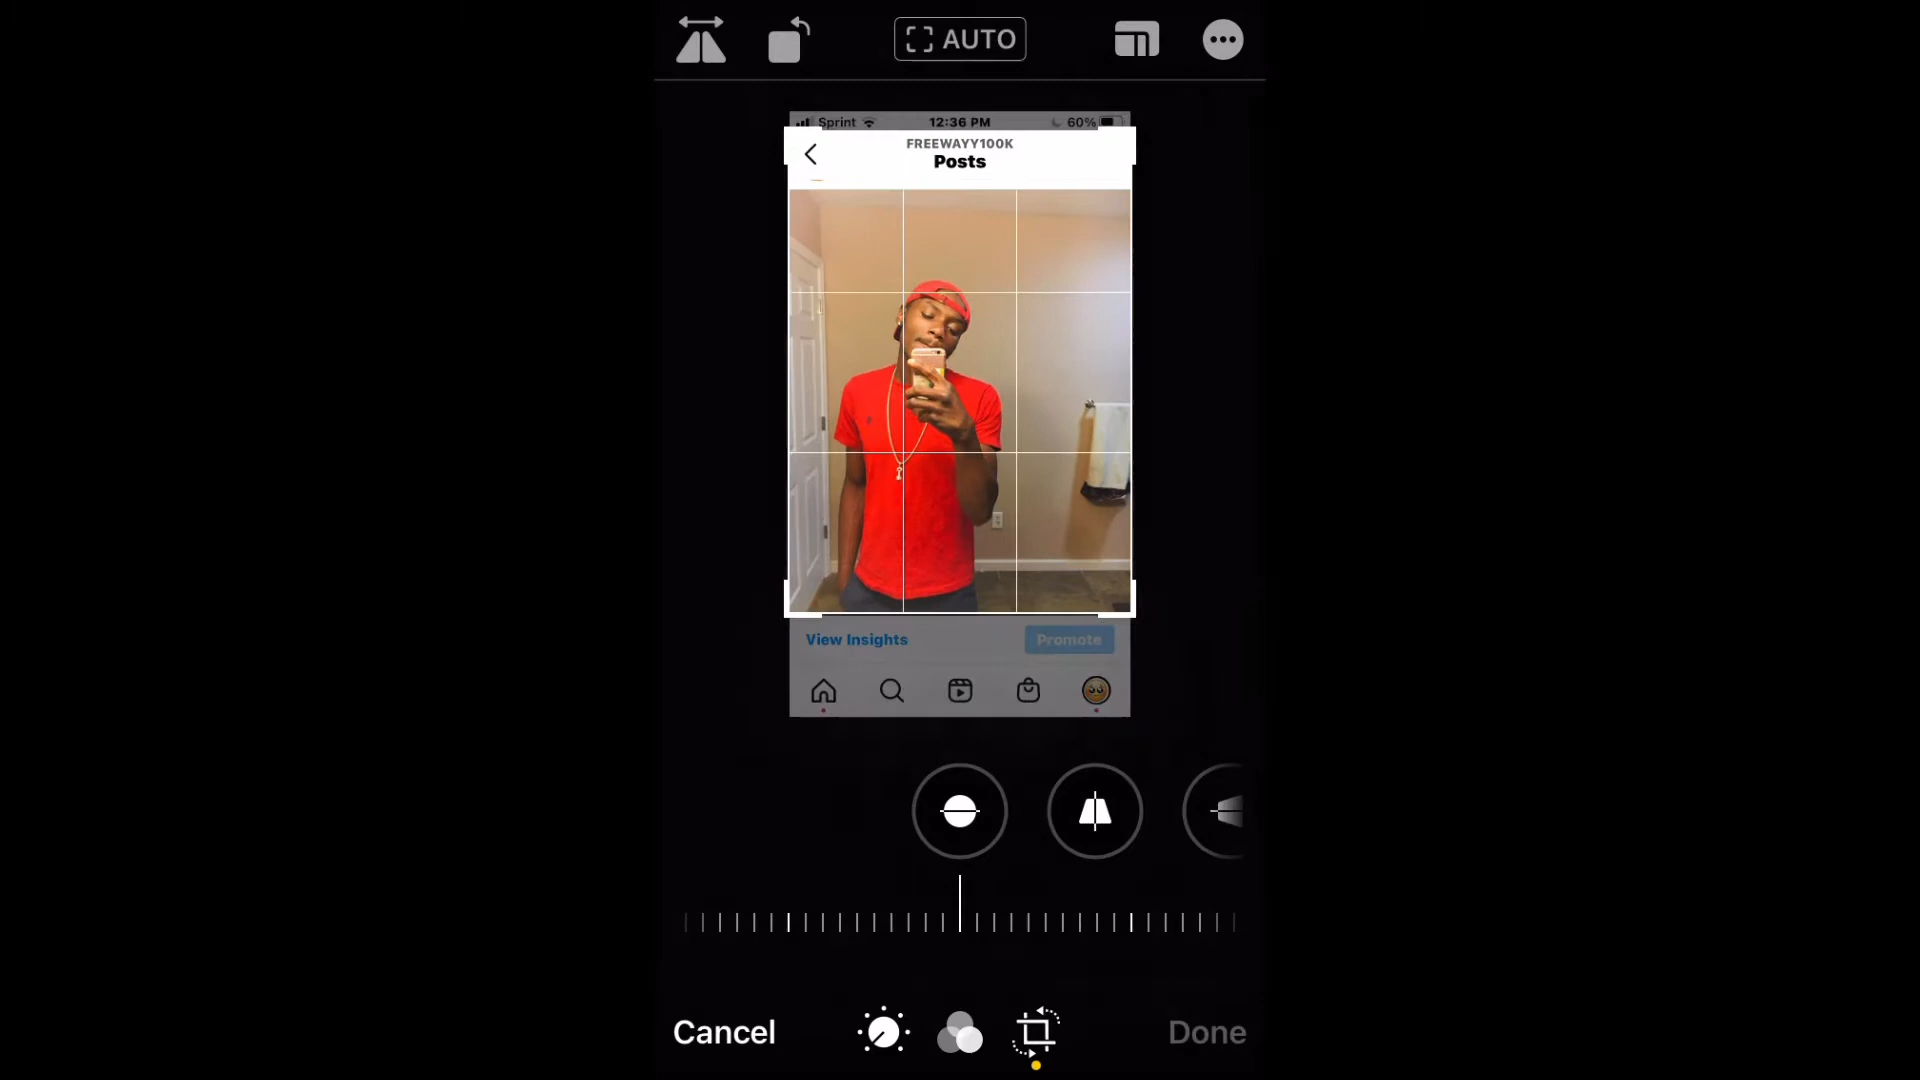 AUTO
Sprint 12:36 PM 60%
FREEWAYY100K
Posts
View Insights Promote
Cancel Done